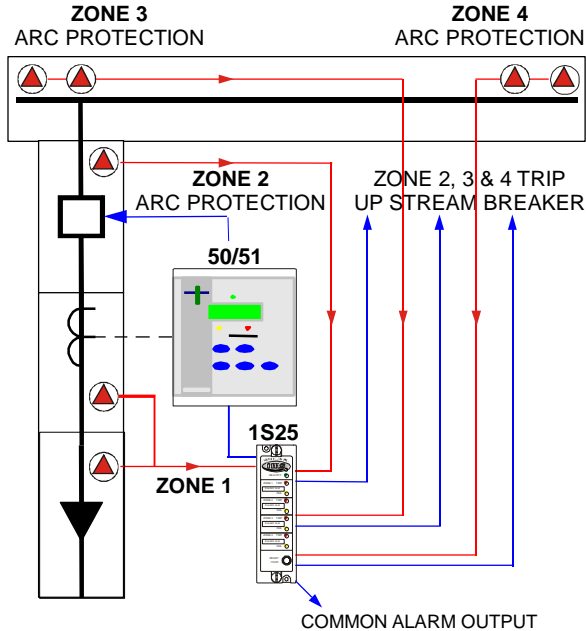 ZONE 3
ARC PROTECTION
ZONE 4
ARC PROTECTION
ZONE 2
ARC PROTECTION
ZONE 2, 3 & 4 TRIP
UP STREAM BREAKER
50/51
1S25
ZONE 1
COMMON ALARM OUTPUT